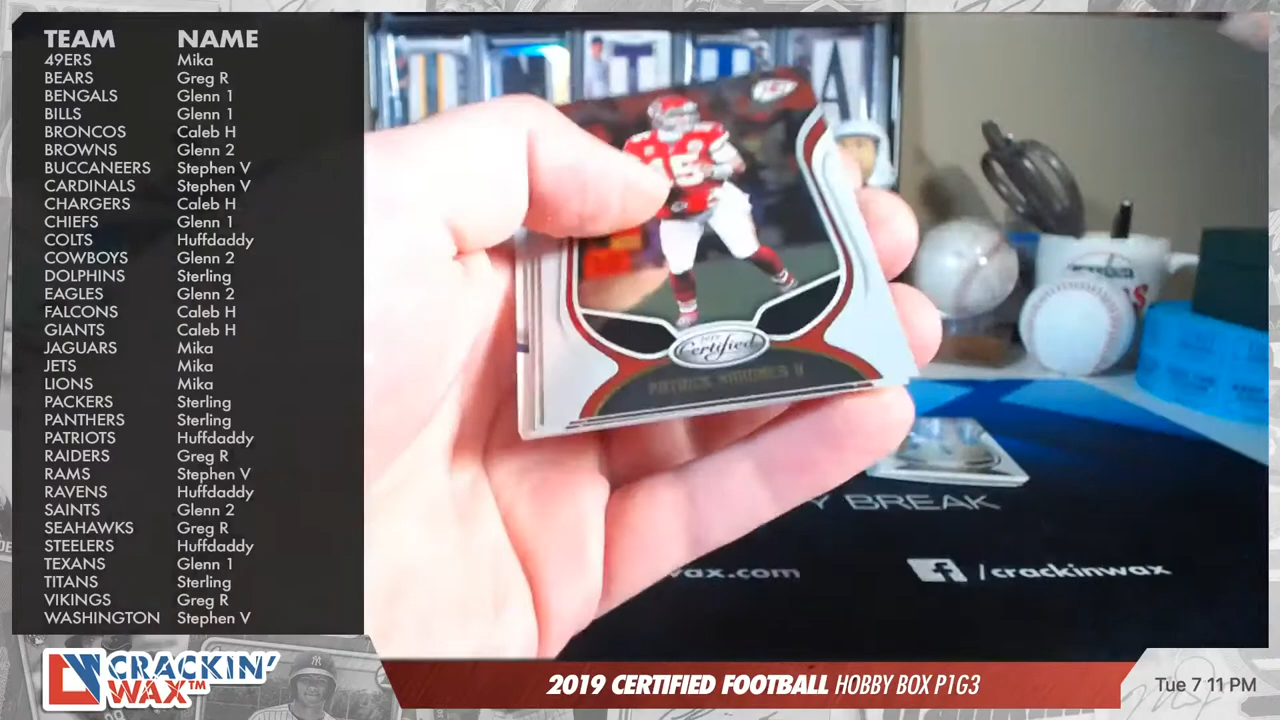 TEAM NAME
49ERS Mika
BEARS Greg R
BENGALS Glenn 1
BILLS Glenn 1
BRONCOS Caleb H
BROWNS Glenn 2
BUCCANEERS Stephen V
CARDINALS Stephen V
CHARGERS Caleb H
CHIEFS Glenn 1
COLTS Huffdaddy
COWBOYS Glenn 2
DOLPHINS Sterling
EAGLES Glenn 2
FALCONS Caleb H
GIANTS Caleb H
JAGUARS Mika
JETS Mika
LIONS Mika
PACKERS Sterling
PANTHERS Sterling
PATRIOTS Huffdaddy
RAIDERS Greg R
RAMS Stephen V
RAVENS Huffdaddy
SAINTS Glenn 2
SEAHAWKS Greg R
STEELERS Huffdaddy
TEXANS Glenn 1
TITANS Sterling
VIKINGS Greg R
WASHINGTON Stephen V
15
Certified
PATRICK MAHOMES II
Y BREAK
wax.com
f /crackinwax
CRACKIN'
WAX™
2019 CERTIFIED FOOTBALL HOBBY BOX P1G3
Tue 7 11 PM